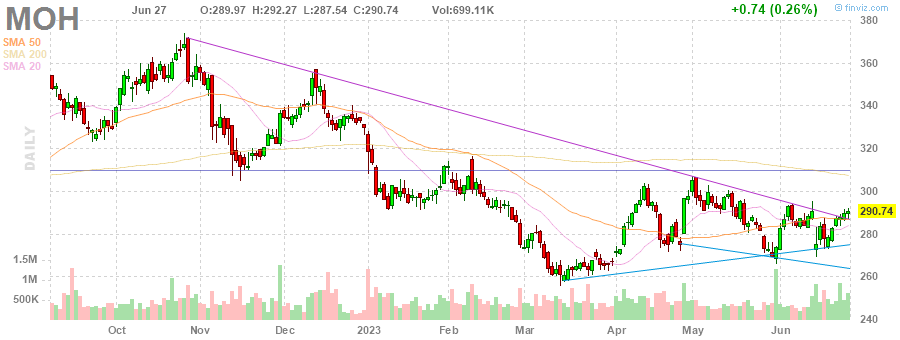 MOH Jun 27 O:289.97 H:292.27 L:287.54 C:290.74 Vol:699.11K +0.74 (0.26%) © finviz.com
SMA 50
SMA 200
SMA 20
DAILY
380
360
340
320
300
290.74
280
260
240
1.5M
1M
500K
Oct Nov Dec 2023 Feb Mar Apr May Jun